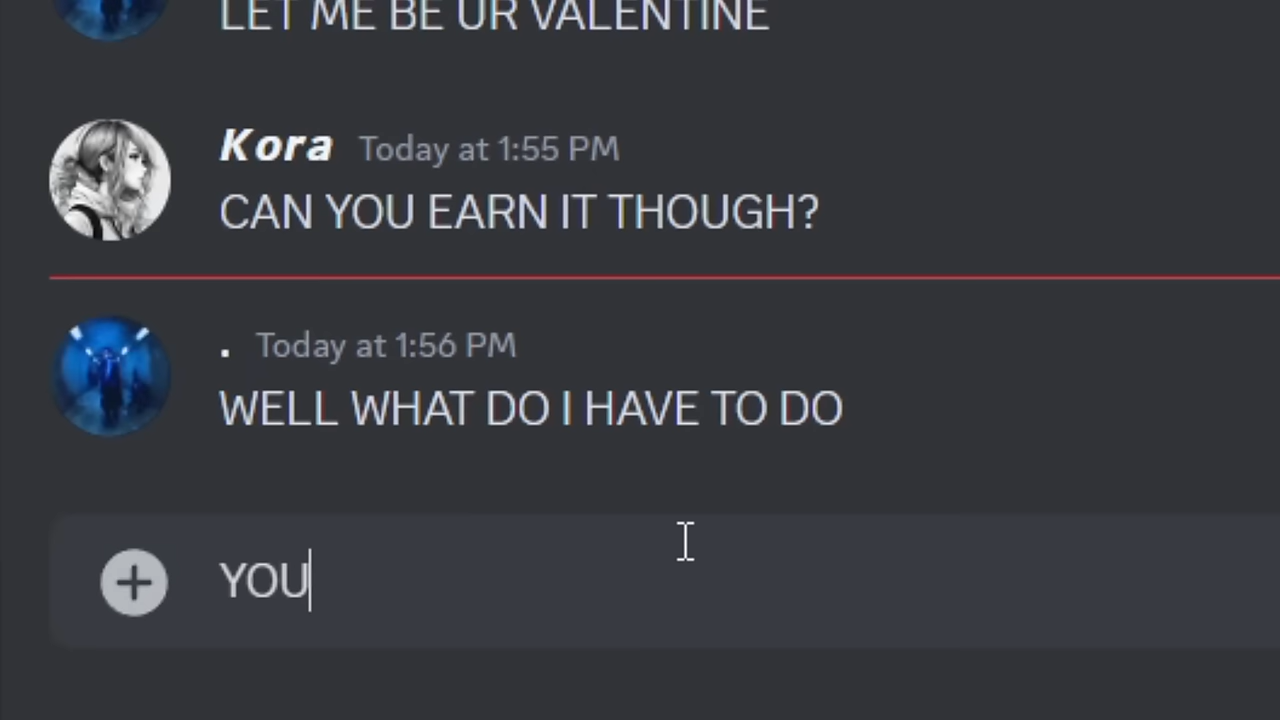 LET ME BE UR VALENTINE
Kora Today at 1:55 PM
CAN YOU EARN IT THOUGH?
. Today at 1:56 PM
WELL WHAT DO I HAVE TO DO
YOU